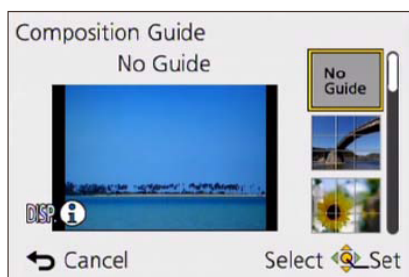 Composition Guide
No Guide
No
Guide
DISP.
Cancel
Select Set